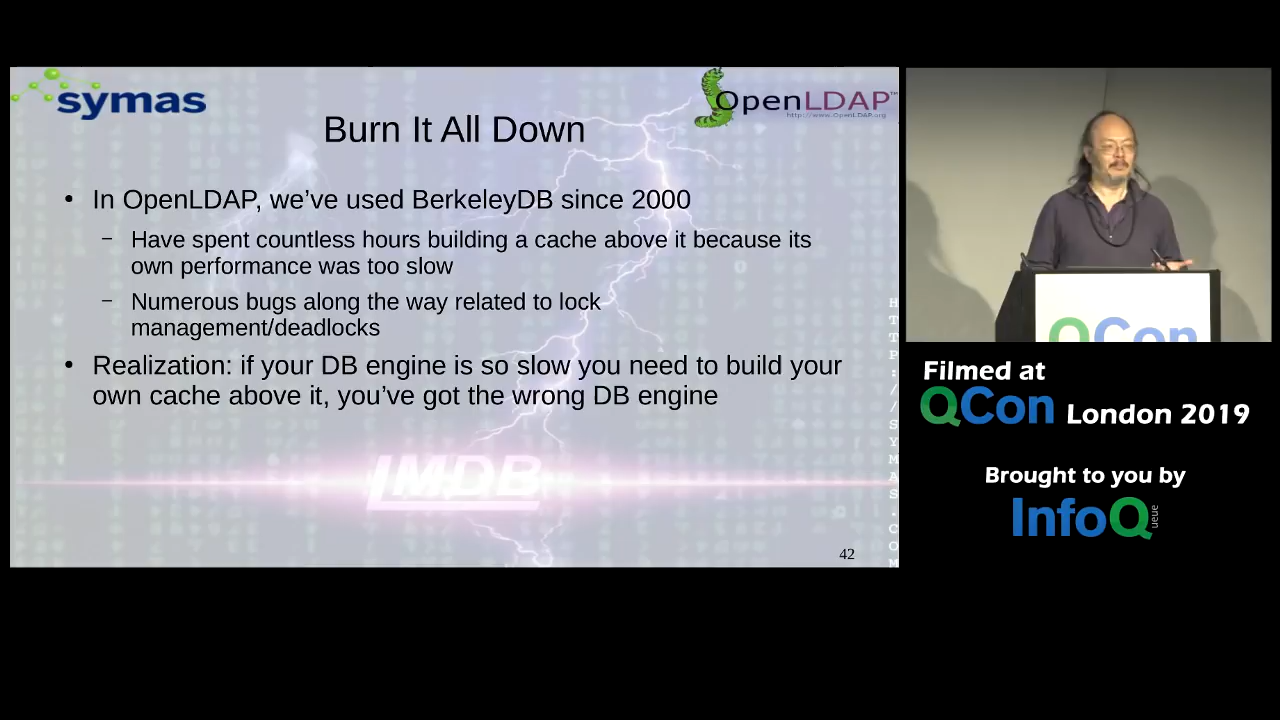 symas
OpenLDAP™
http://www.OpenLDAP.org
Burn It All Down
• In OpenLDAP, we’ve used BerkeleyDB since 2000
– Have spent countless hours building a cache above it because its
own performance was too slow
– Numerous bugs along the way related to lock
management/deadlocks
• Realization: if your DB engine is so slow you need to build your
own cache above it, you’ve got the wrong DB engine
LMDB
HTTP://SYMAS.COM
42
QCon
Filmed at
QCon London 2019
Brought to you by
InfoQ ueue